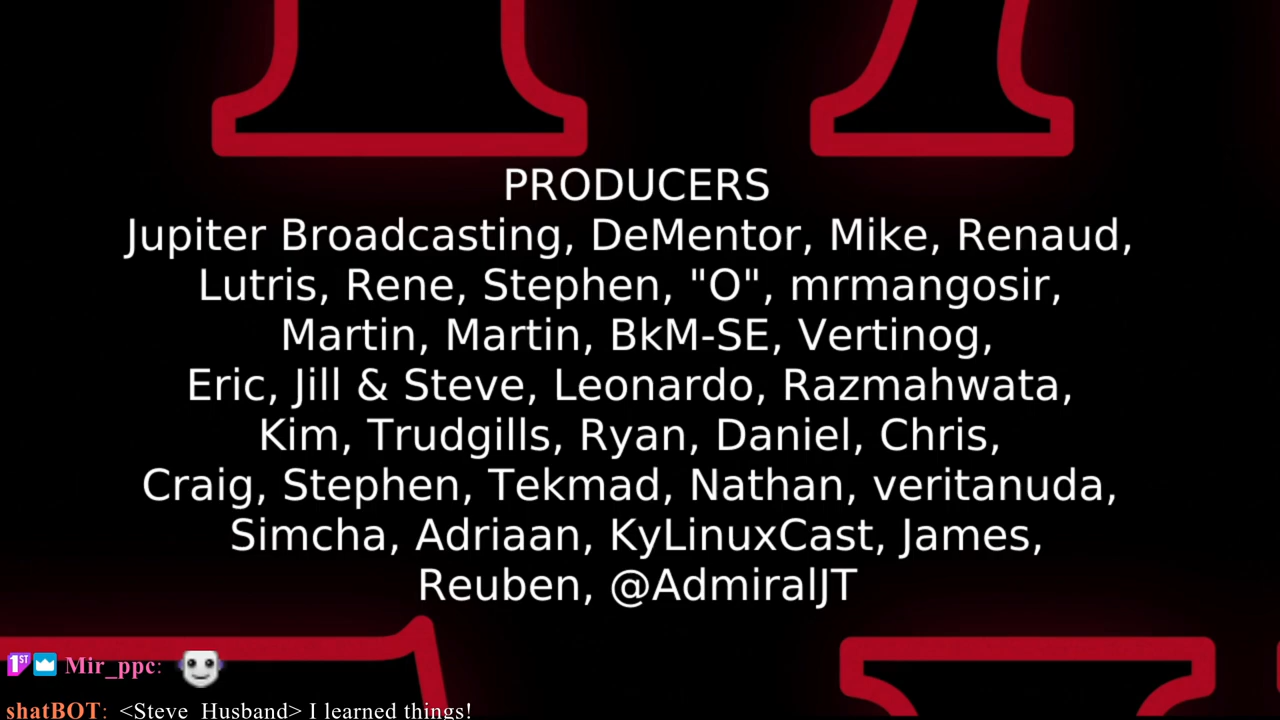 PRODUCERS
Jupiter Broadcasting, DeMentor, Mike, Renaud,
Lutris, Rene, Stephen, "O", mrmangosir,
Martin, Martin, BkM-SE, Vertinog,
Eric, Jill & Steve, Leonardo, Razmahwata,
Kim, Trudgills, Ryan, Daniel, Chris,
Craig, Stephen, Tekmad, Nathan, veritanuda,
Simcha, Adriaan, KyLinuxCast, James,
Reuben, @AdmiralJT
1ST Mir_ppc:
shatBOT: <Steve_Husband> I learned things!